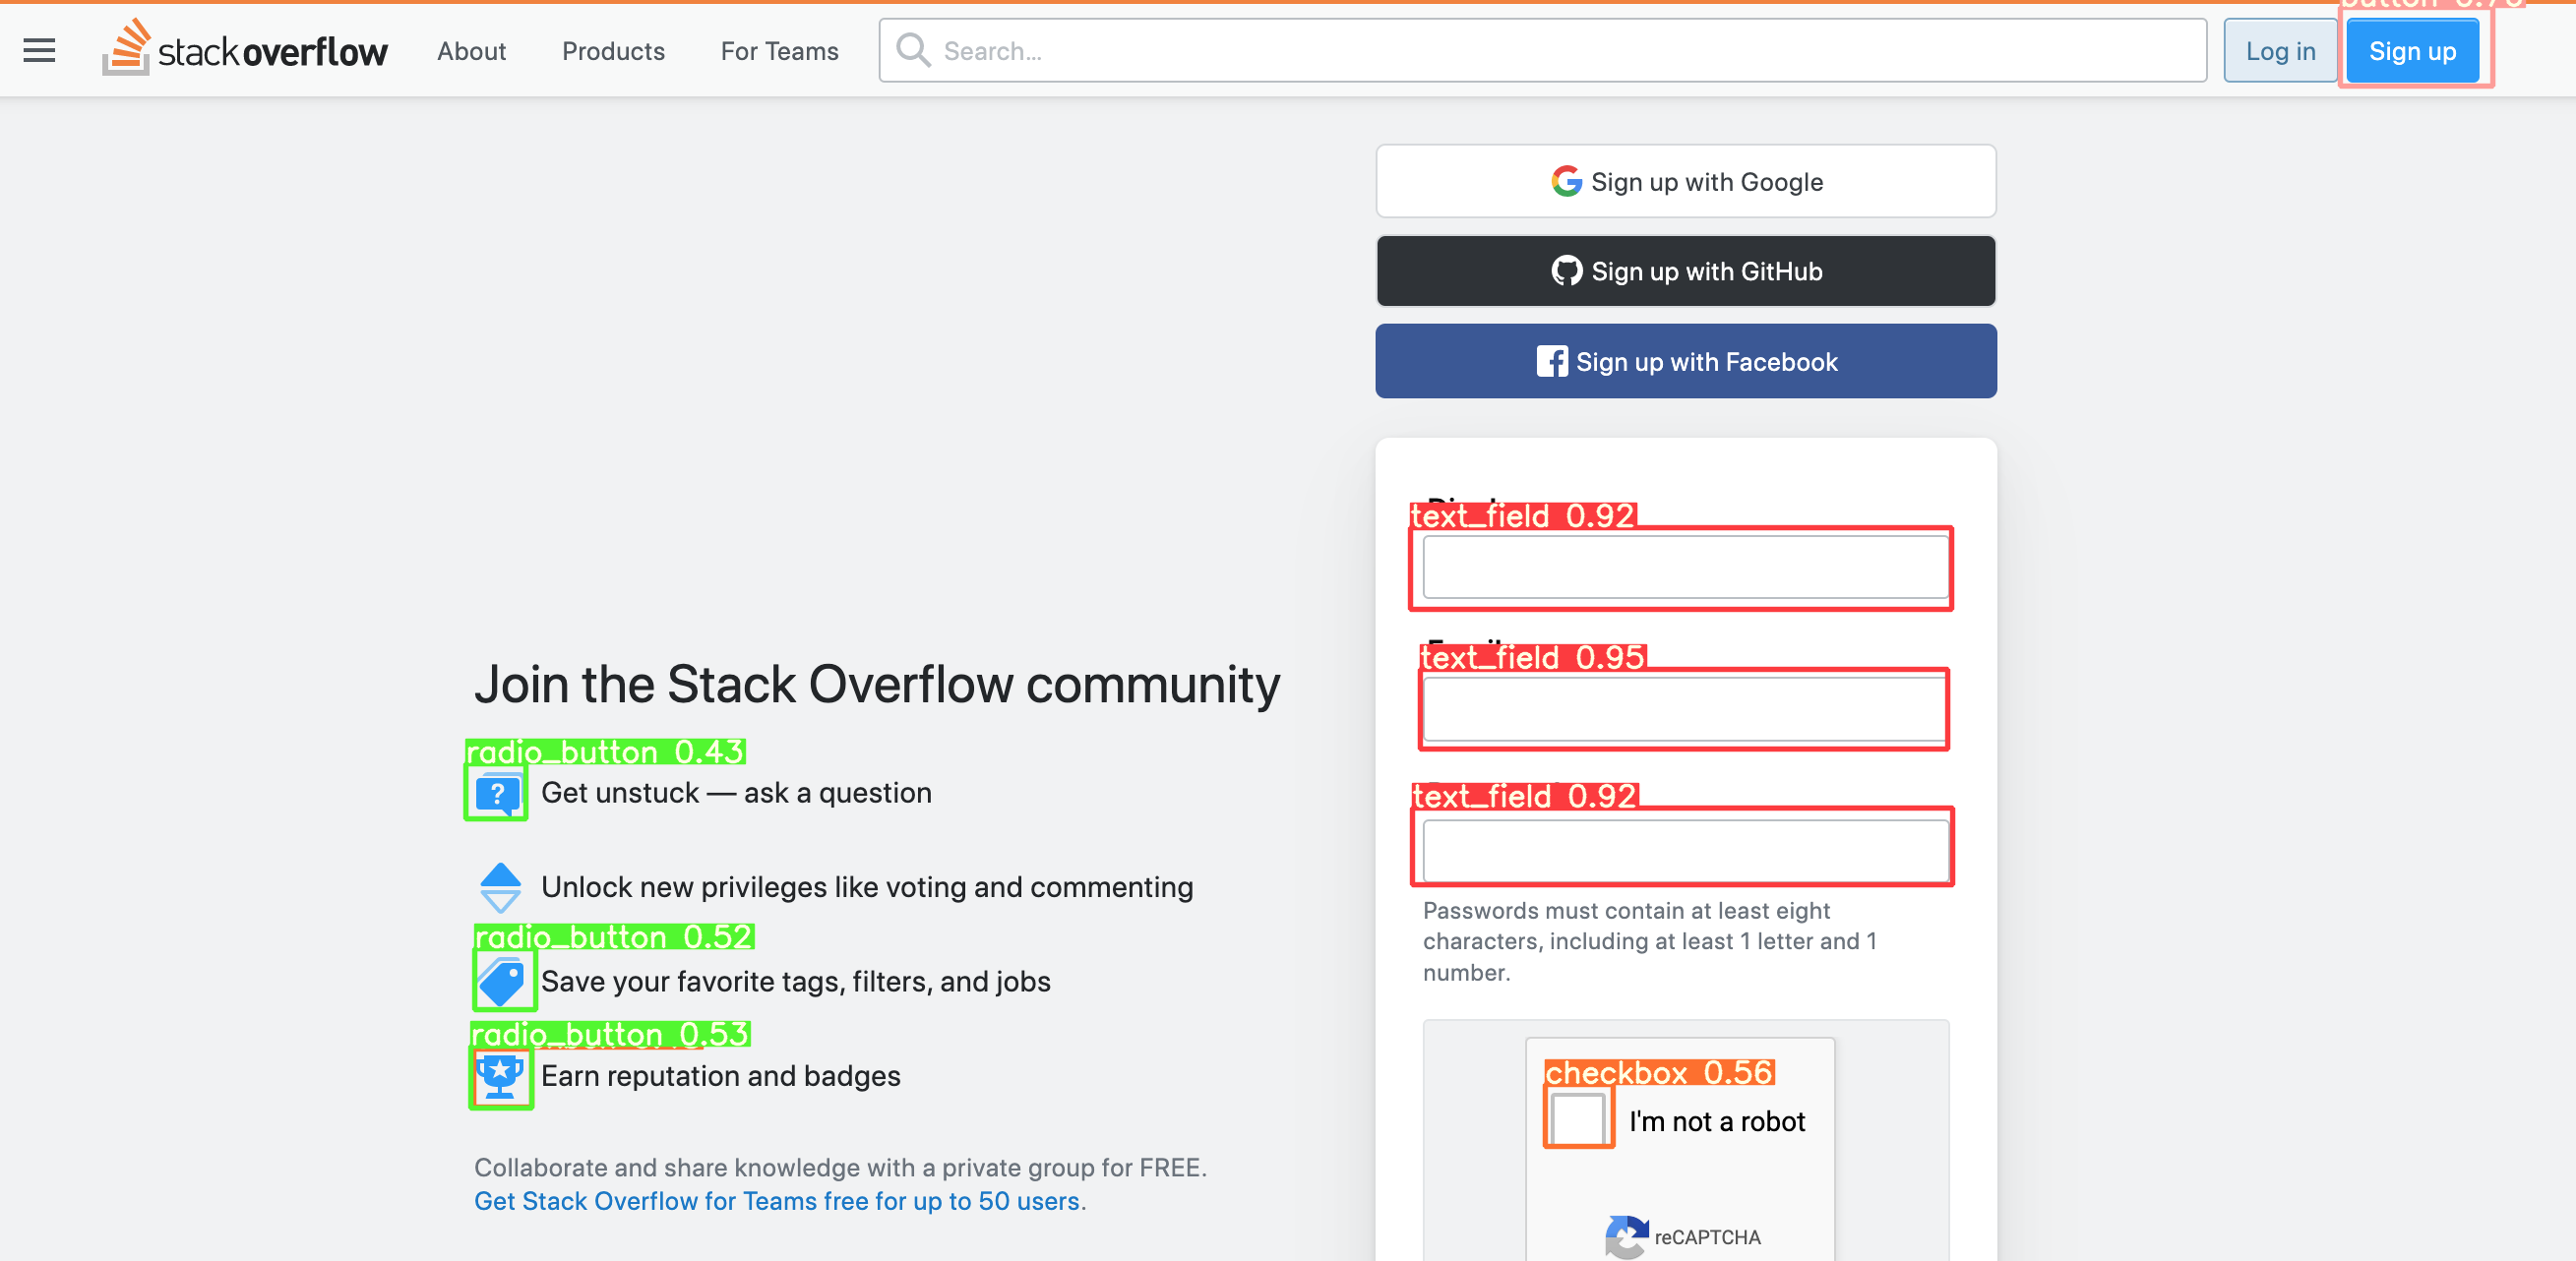 stack overflow
About
Products
For Teams
Search...
Log in
Sign up
Sign up with Google
Sign up with GitHub
Sign up with Facebook
text_field 0.92
text_field 0.95
text_field 0.92
Passwords must contain at least eight
characters, including at least 1 letter and 1
number.
checkbox 0.56
I'm not a robot
reCAPTCHA
Join the Stack Overflow community
radio_button 0.43
?
Get unstuck — ask a question
Unlock new privileges like voting and commenting
radio_button 0.52
Save your favorite tags, filters, and jobs
radio_button 0.53
Earn reputation and badges
Collaborate and share knowledge with a private group for FREE.
Get Stack Overflow for Teams free for up to 50 users.